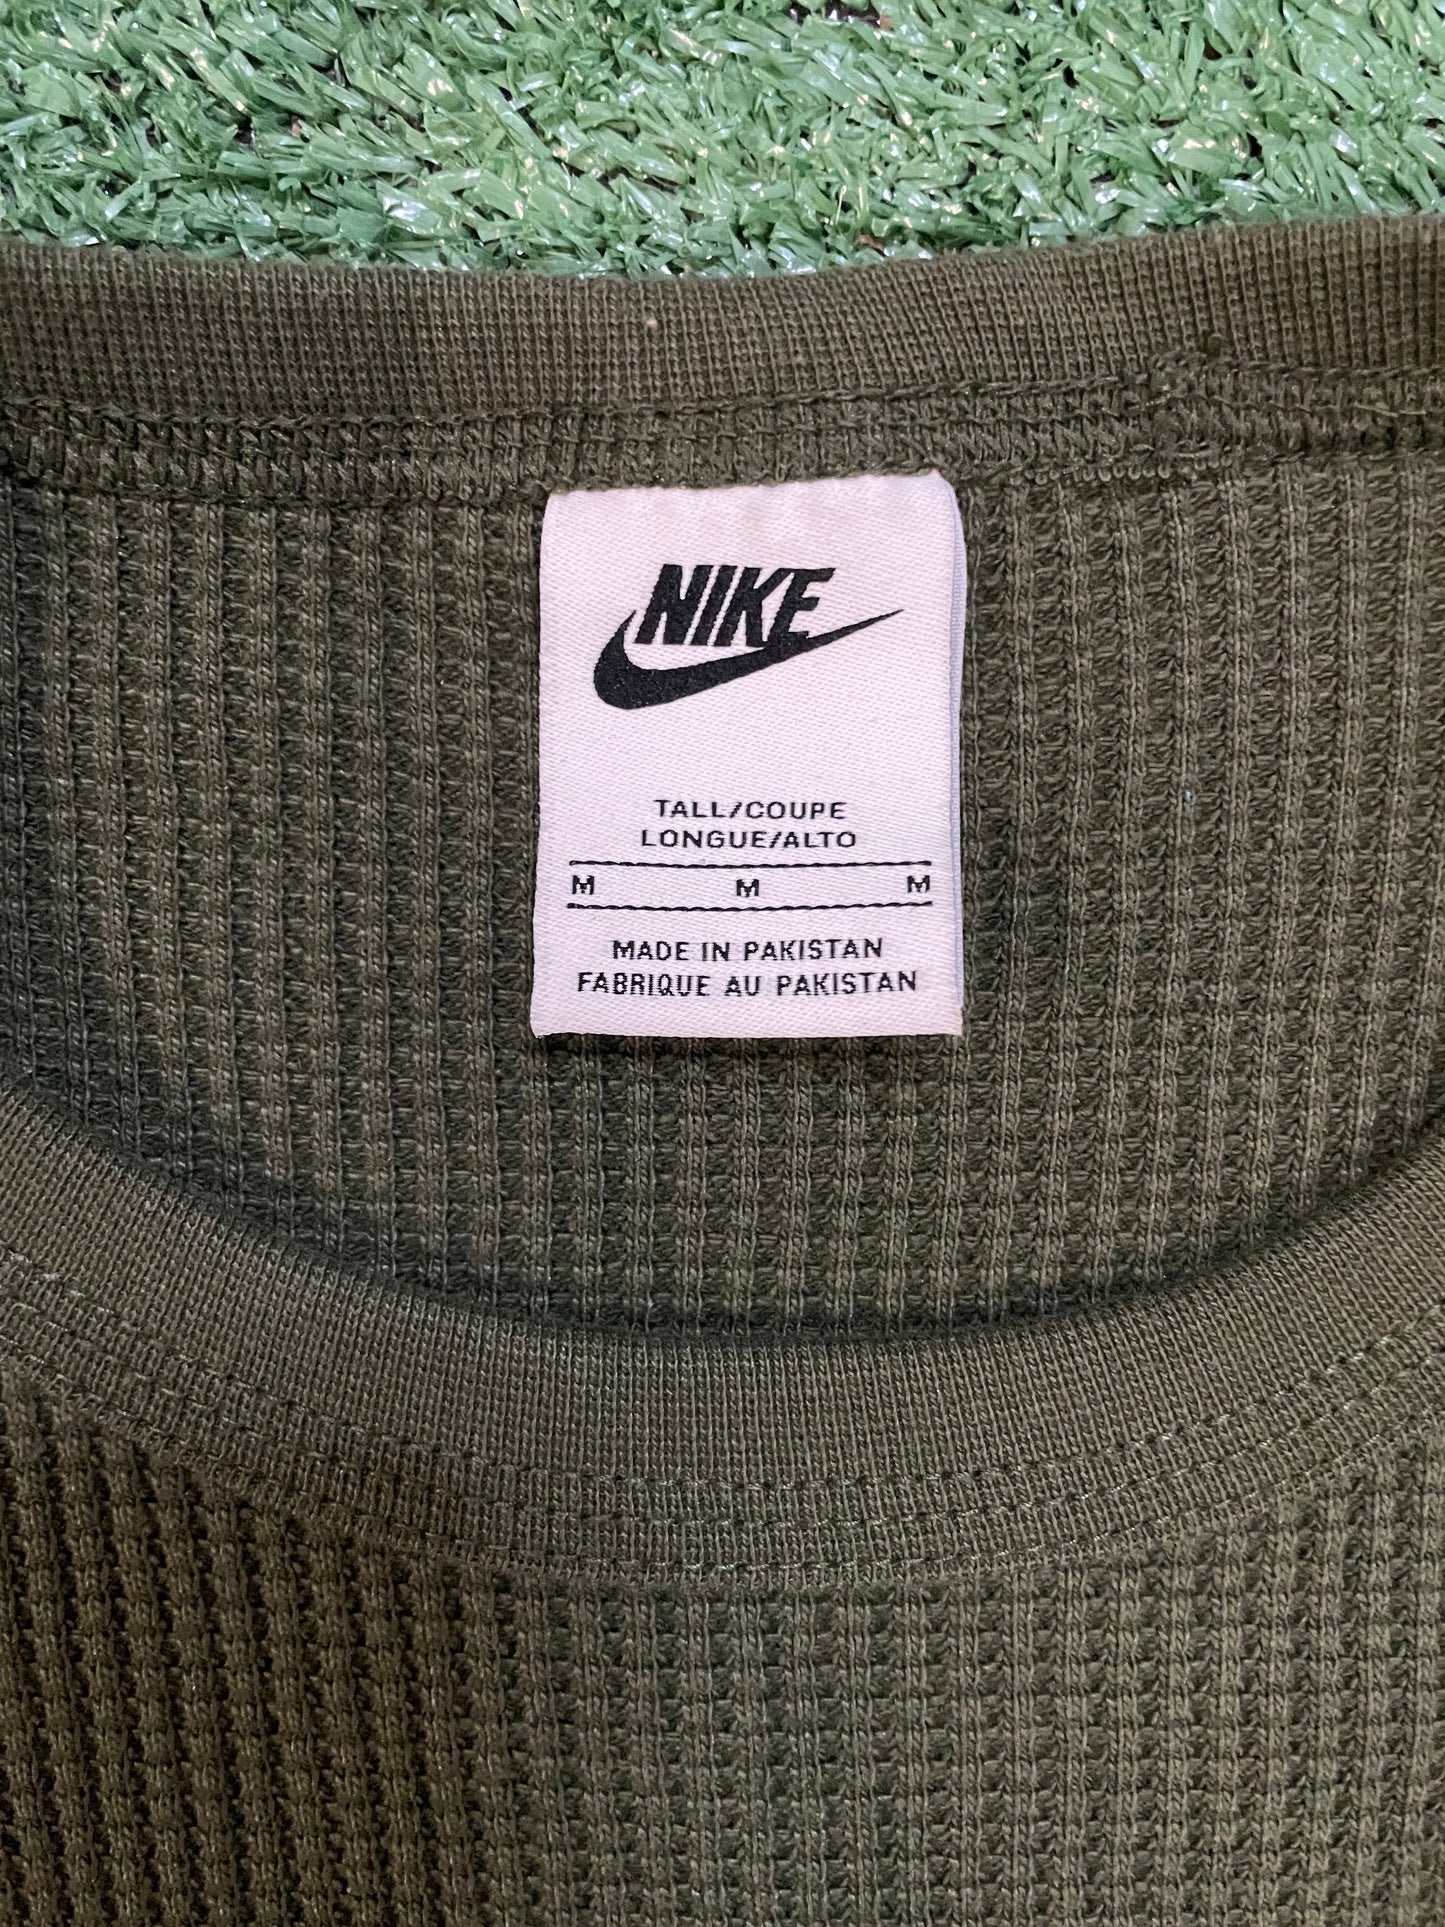 NIKE
TALL/COUPE
LONGUE/ALTO
M M M
MADE IN PAKISTAN
FABRIQUE AU PAKISTAN